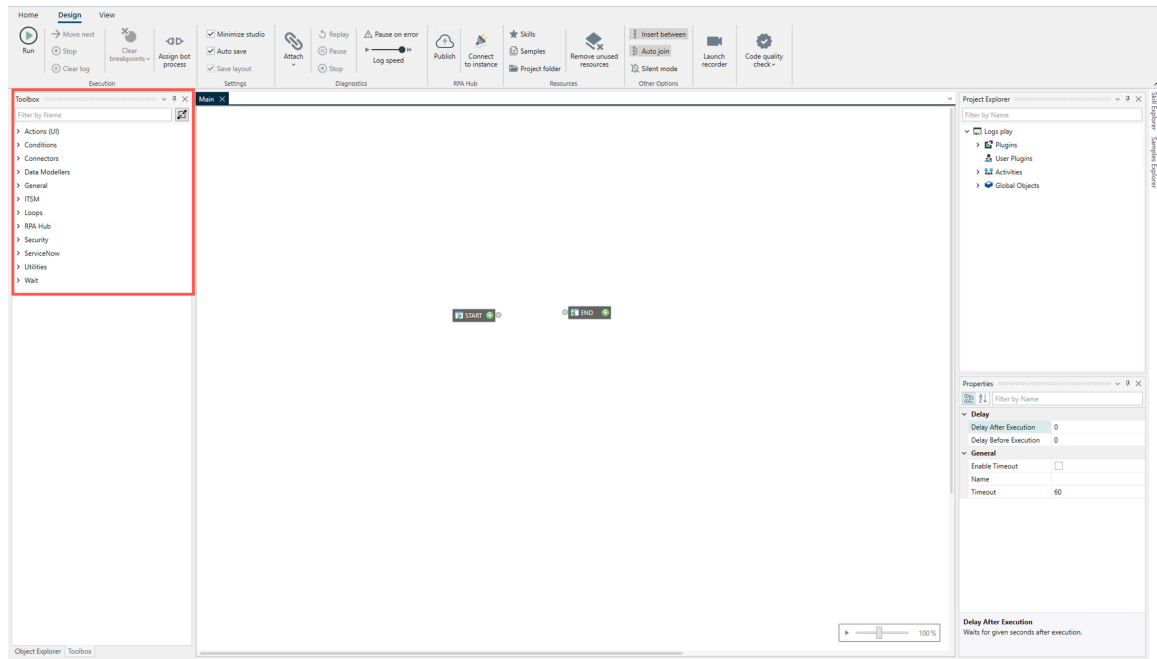 Home Design View
Run
Move next
Stop
Clear log
Clear breakpoints
Assign bot process
Execution
Minimize studio
Auto save
Save layout
Settings
Attach
Replay
Pause
Stop
Pause on error
Log speed
Diagnostics
Publish
Connect to instance
RPA Hub
Skills
Samples
Project folder
Remove unused resources
Resources
Insert between
Auto join
Silent mode
Other Options
Launch recorder
Code quality check
Toolbox
Filter by Name
Actions (UI)
Conditions
Connectors
Data Modellers
General
ITSM
Loops
RPA Hub
Security
ServiceNow
Utilities
Wait
Object Explorer Toolbox
Main
START
END
100 %
Project Explorer
Filter by Name
Logs play
Plugins
User Plugins
Activities
Global Objects
Skill Explorer
Samples Explorer
Properties
Filter by Name
Delay
Delay After Execution 0
Delay Before Execution 0
General
Enable Timeout
Name
Timeout 60
Delay After Execution
Waits for given seconds after execution.